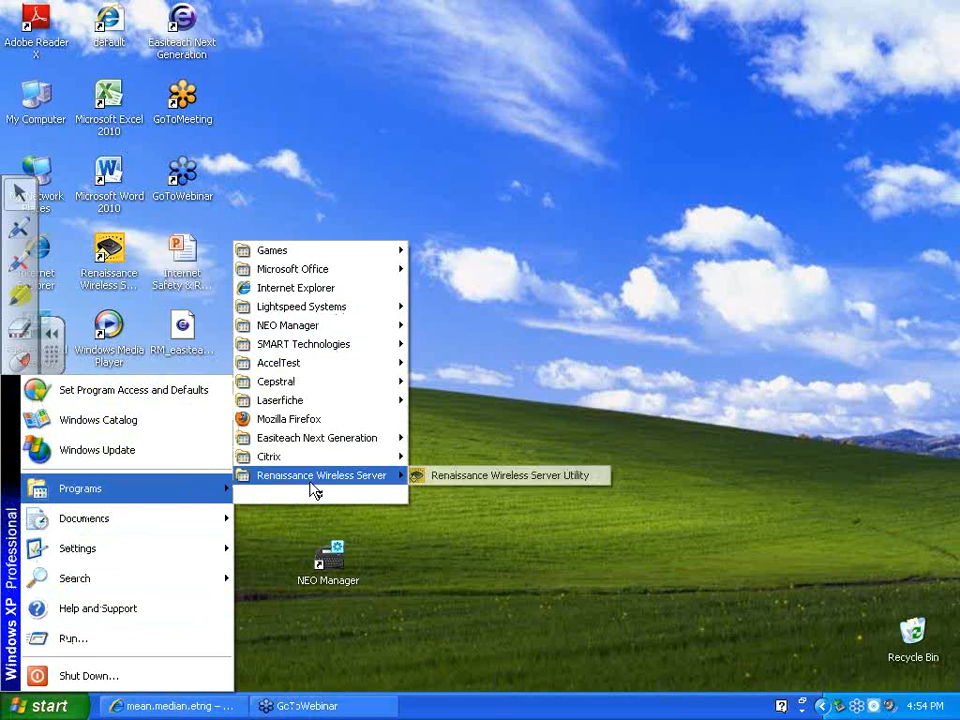 Adobe Reader
X
default
Easiteach Next
Generation
My Computer
Microsoft Excel
2010
GoToMeeting
Microsoft Word
2010
GoToWebinar
Renaissance
Wireless S...
Internet
Safety & R...
Windows Media
Player
RM_easitea...
Games
Microsoft Office
Internet Explorer
Lightspeed Systems
NEO Manager
SMART Technologies
AccelTest
Cepstral
Laserfiche
Mozilla Firefox
Easiteach Next Generation
Citrix
Renaissance Wireless Server
Renaissance Wireless Server Utility
Set Program Access and Defaults
Windows Catalog
Windows Update
Programs
Documents
Settings
Search
Help and Support
Run...
Shut Down...
Windows XP Professional
NEO Manager
Recycle Bin
start
mean.median.etng – ...
GoToWebinar
4:54 PM